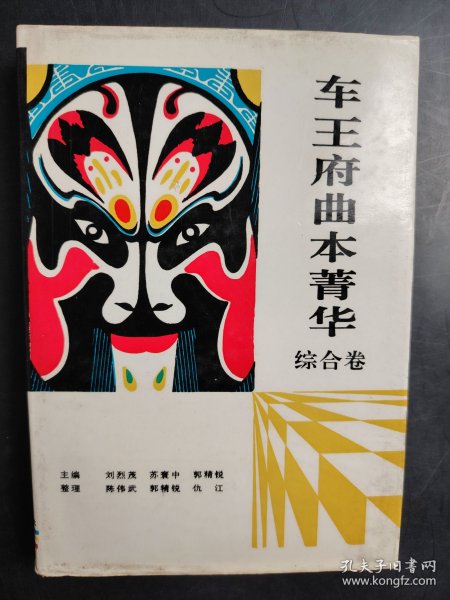 车王府曲本菁华
综合卷
主编 刘烈茂 苏寰中 郭精锐
整理 陈伟武 郭精锐 仇江
孔夫子旧书网
www.kongfz.com